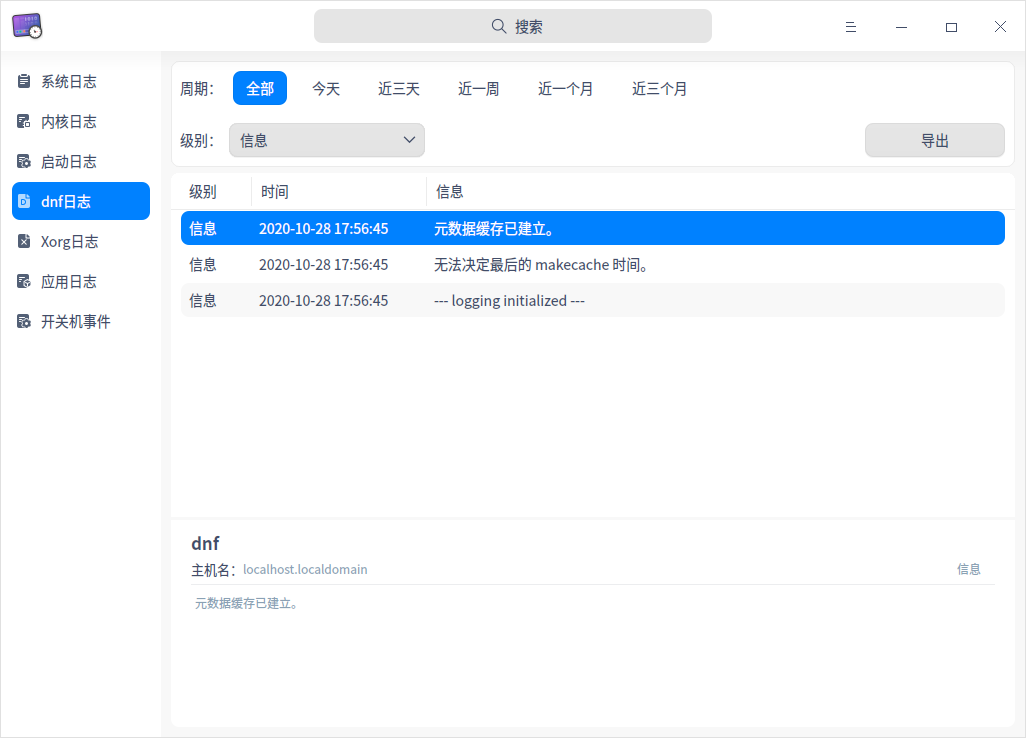 搜索
系统日志
内核日志
启动日志
dnf日志
Xorg日志
应用日志
开关机事件
周期： 全部 今天 近三天 近一周 近一个月 近三个月
级别： 信息 导出
级别 时间 信息
信息 2020-10-28 17:56:45 元数据缓存已建立。
信息 2020-10-28 17:56:45 无法决定最后的 makecache 时间。
信息 2020-10-28 17:56:45 --- logging initialized ---
dnf
主机名： localhost.localdomain 信息
元数据缓存已建立。